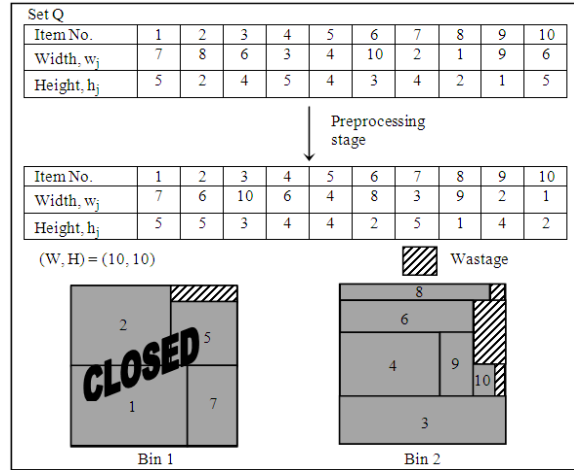 Set Q
Item No. 1 2 3 4 5 6 7 8 9 10
Width, wj 7 8 6 3 4 10 2 1 9 6
Height, hj 5 2 4 5 4 3 4 2 1 5
Preprocessing
stage
Item No. 1 2 3 4 5 6 7 8 9 10
Width, wj 7 6 10 6 4 8 3 9 2 1
Height, hj 5 5 3 4 4 2 5 1 4 2
(W, H) = (10, 10)
Wastage
2 5
CLOSED
1 7
Bin 1
8
6
4 9
10
3
Bin 2